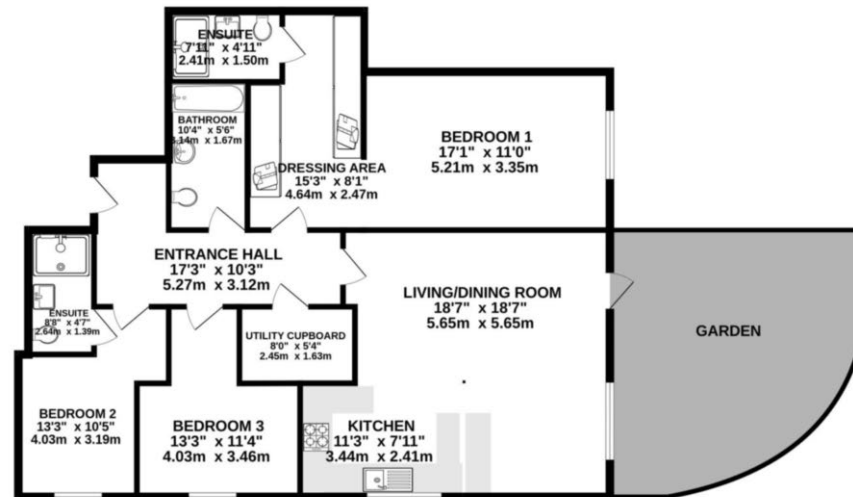 ENSUITE
7'11" x 4'11"
2.41m x 1.50m
BATHROOM
10'4" x 5'6"
x 1.67m
BEDROOM 1
17'1" x 11'0"
5.21m x 3.35m
DRESSING AREA
15'3" x 8'1"
4.64m x 2.47m
ENTRANCE HALL
17'3" x 10'3"
5.27m x 3.12m
ENSUITE
8'8" x 4'7"
2.64m x 1.39m
LIVING/DINING ROOM
18'7" x 18'7"
5.65m x 5.65m
GARDEN
UTILITY CUPBOARD
8'0" x 5'4"
2.45m x 1.63m
BEDROOM 2
13'3" x 10'5"
4.03m x 3.19m
BEDROOM 3
13'3" x 11'4"
4.03m x 3.46m
KITCHEN
11'3" x 7'11"
3.44m x 2.41m